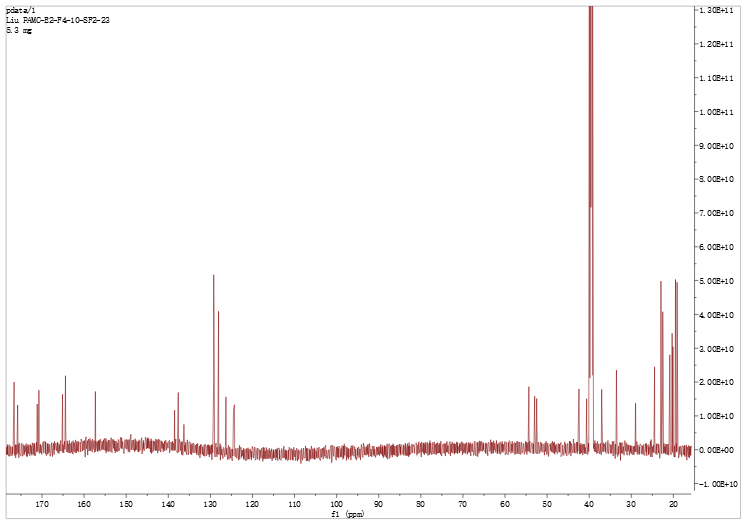 pdata/1
Liu PAMC-E2-F4-10-SF2-23
5.3 mg
1.30E+11
1.20E+11
1.10E+11
1.00E+11
9.00E+10
8.00E+10
7.00E+10
6.00E+10
5.00E+10
4.00E+10
3.00E+10
2.00E+10
1.00E+10
0.00E+00
-1.00E+10
170 160 150 140 130 120 110 100 90 80 70 60 50 40 30 20
f1 (ppm)